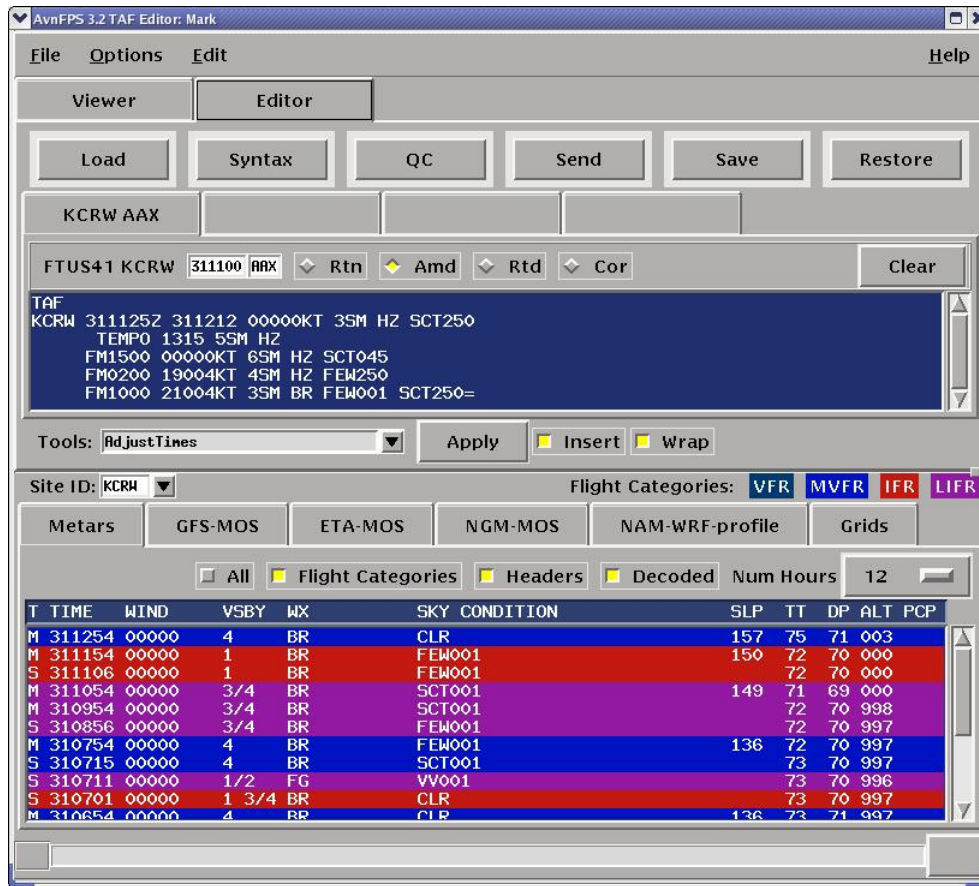 AvnFPS 3.2 TAF Editor: Mark
File Options Edit Help
Viewer Editor
Load Syntax QC Send Save Restore
KCRW AAX
FTUS41 KCRW 311100 AAX Rtn Amd Rtd Cor Clear
TAF
KCRW 311125Z 311212 00000KT 3SM HZ SCT250
TEMPO 1315 5SM HZ
FM1500 00000KT 6SM HZ SCT045
FM0200 19004KT 4SM HZ FEW250
FM1000 21004KT 3SM BR FEW001 SCT250=
Tools: AdjustTimes Apply Insert Wrap
Site ID: KCRW Flight Categories: VFR MVFR IFR LIFR
Metars GFS-MOS ETA-MOS NGM-MOS NAM-WRF-profile Grids
All Flight Categories Headers Decoded Num Hours 12
T TIME WIND VSBY WX SKY CONDITION SLP TT DP ALT PCP
M 311254 00000 4 BR CLR 157 75 71 003
M 311154 00000 1 BR FEW001 150 72 70 000
S 311106 00000 1 BR FEW001 72 70 000
M 311054 00000 3/4 BR SCT001 149 71 69 000
M 310954 00000 3/4 BR SCT001 72 70 998
S 310856 00000 3/4 BR FEW001 72 70 997
M 310754 00000 4 BR FEW001 136 72 70 997
S 310715 00000 4 BR SCT001 73 70 997
S 310711 00000 1/2 FG VV001 73 70 996
S 310701 00000 1 3/4 BR CLR 73 70 997
M 310654 00000 4 BR CLR 136 73 71 997